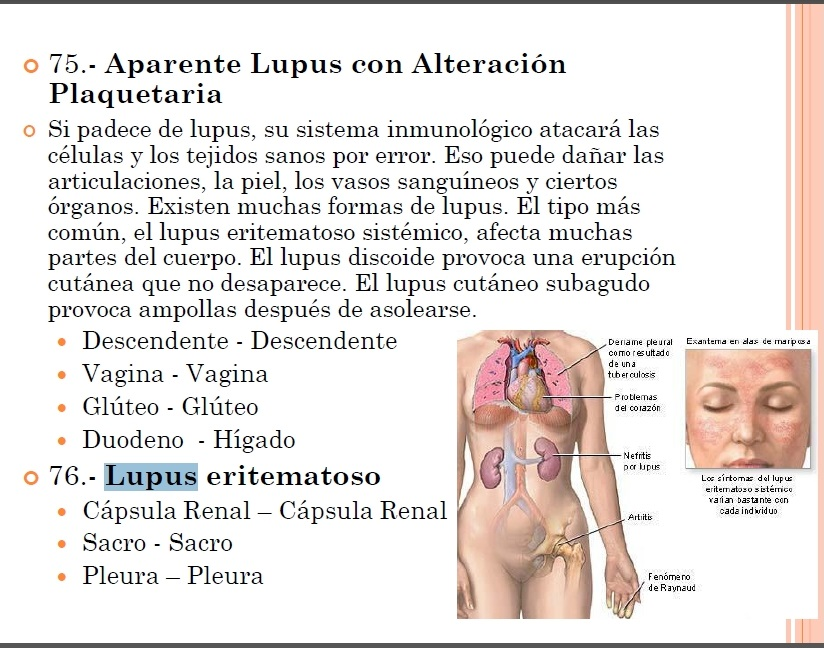 75.- Aparente Lupus con Alteración
Plaquetaria
Si padece de lupus, su sistema inmunológico atacará las
células y los tejidos sanos por error. Eso puede dañar las
articulaciones, la piel, los vasos sanguíneos y ciertos
órganos. Existen muchas formas de lupus. El tipo más
común, el lupus eritematoso sistémico, afecta muchas
partes del cuerpo. El lupus discoide provoca una erupción
cutánea que no desaparece. El lupus cutáneo subagudo
provoca ampollas después de asolearse.
Descendente - Descendente
Vagina - Vagina
Glúteo - Glúteo
Duodeno - Hígado
76.- Lupus eritematoso
Cápsula Renal – Cápsula Renal
Sacro - Sacro
Pleura – Pleura
Derrame pleural
como resultado
de una
tuberculosis
Problemas
del corazón
Nefritis
por lupus
Artritis
Fenómeno
de Raynaud
Exantema en alas de mariposa
Los síntomas del lupus
eritematoso sistémico
varían bastante con
cada individuo